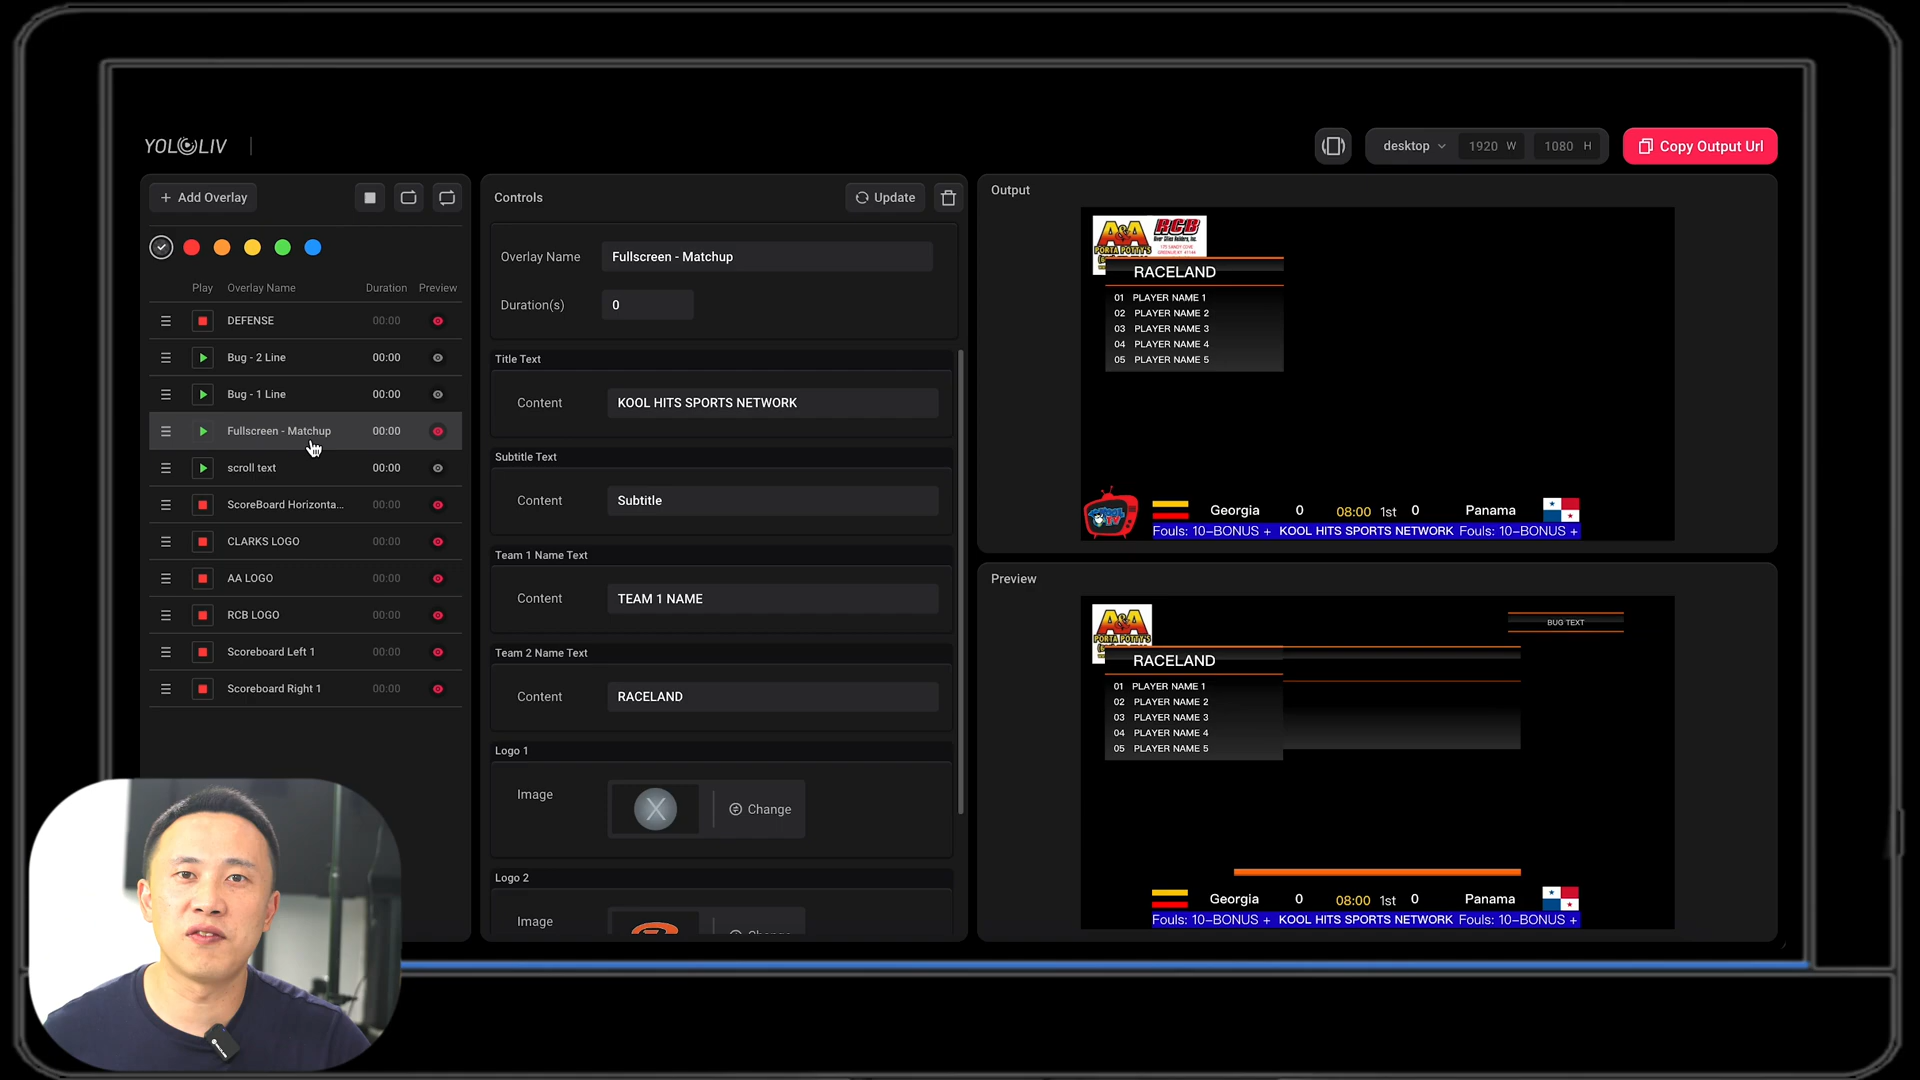 YOLOLIV
desktop
1920 W
1080 H
Copy Output Url
Add Overlay
Play
Overlay Name
Duration
Preview
DEFENSE
00:00
Bug - 2 Line
00:00
Bug - 1 Line
00:00
Fullscreen - Matchup
00:00
scroll text
00:00
ScoreBoard Horizonta...
00:00
CLARKS LOGO
00:00
AA LOGO
00:00
RCB LOGO
00:00
Scoreboard Left 1
00:00
Scoreboard Right 1
00:00
Controls
Update
Overlay Name
Fullscreen - Matchup
Duration(s)
0
Title Text
Content
KOOL HITS SPORTS NETWORK
Subtitle Text
Content
Subtitle
Team 1 Name Text
Content
TEAM 1 NAME
Team 2 Name Text
Content
RACELAND
Logo 1
Image
X
Change
Logo 2
Image
Change
Output
A&A
PORTA POTTY'S
RCB
RACELAND
01 PLAYER NAME 1
02 PLAYER NAME 2
03 PLAYER NAME 3
04 PLAYER NAME 4
05 PLAYER NAME 5
Georgia 0 08:00 1st 0 Panama
Fouls: 10-BONUS + KOOL HITS SPORTS NETWORK Fouls: 10-BONUS +
Preview
A&A
PORTA POTTY'S
BUG TEXT
RACELAND
01 PLAYER NAME 1
02 PLAYER NAME 2
03 PLAYER NAME 3
04 PLAYER NAME 4
05 PLAYER NAME 5
Georgia 0 08:00 1st 0 Panama
Fouls: 10-BONUS + KOOL HITS SPORTS NETWORK Fouls: 10-BONUS +